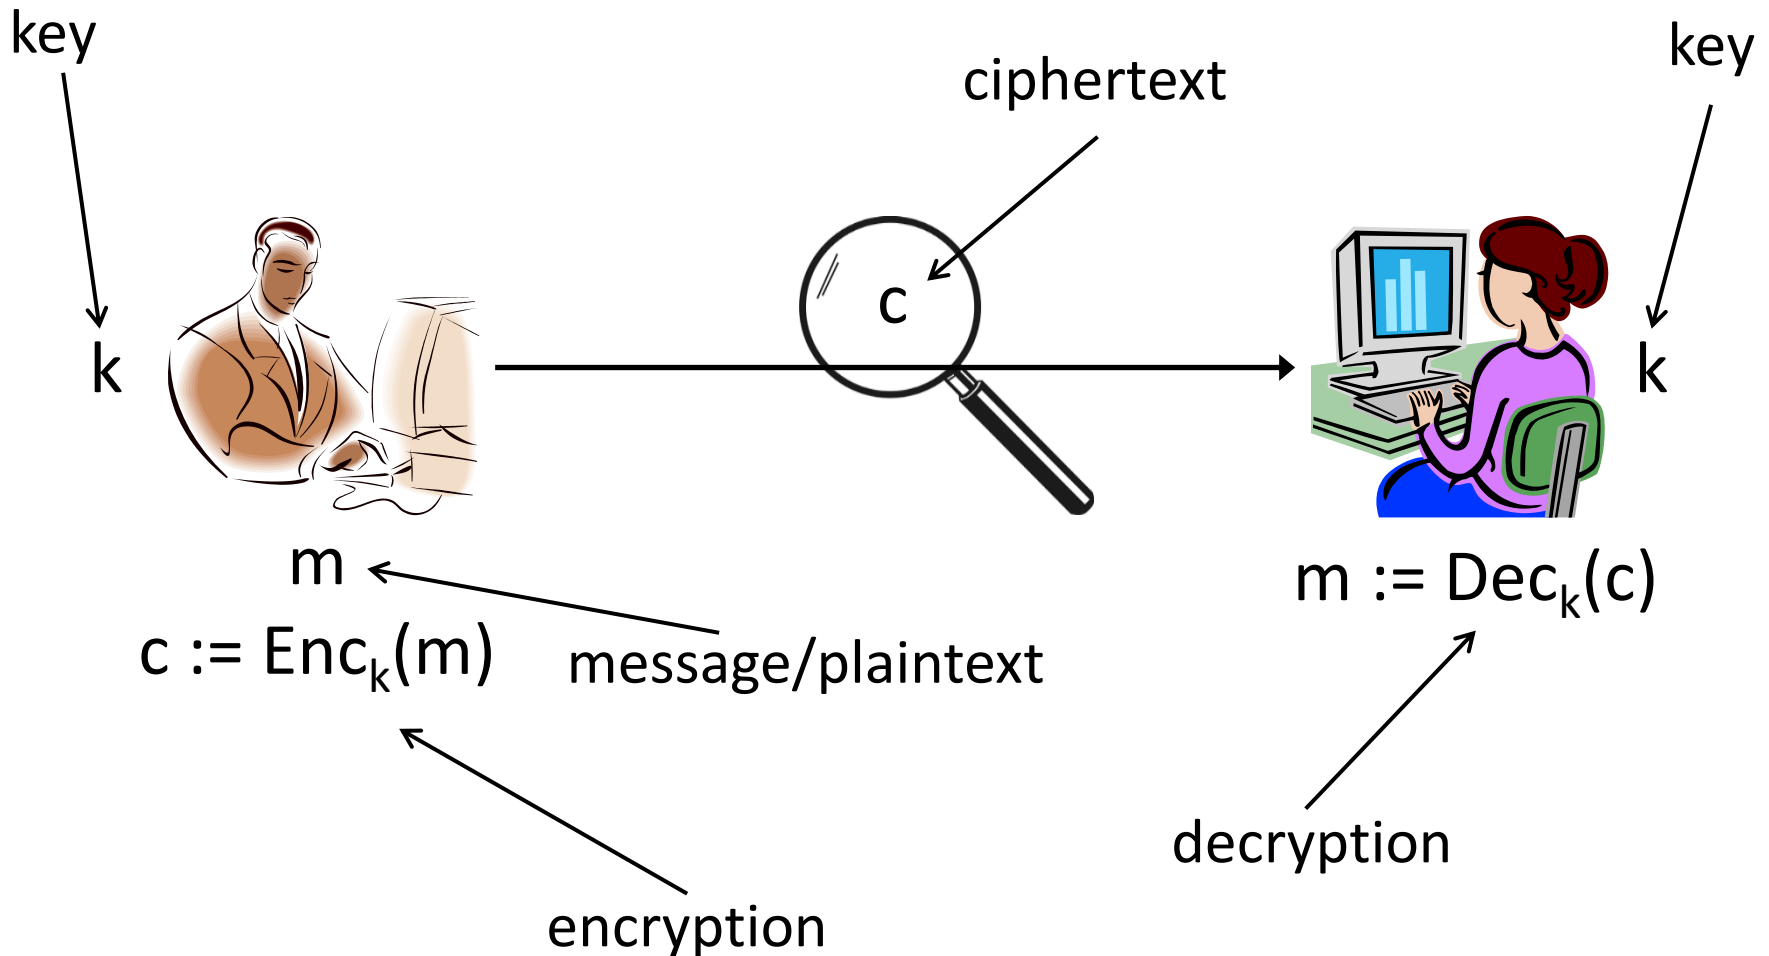 key
key
ciphertext
c
k
k
m
m := Decₖ(c)
c := Encₖ(m)
message/plaintext
decryption
encryption